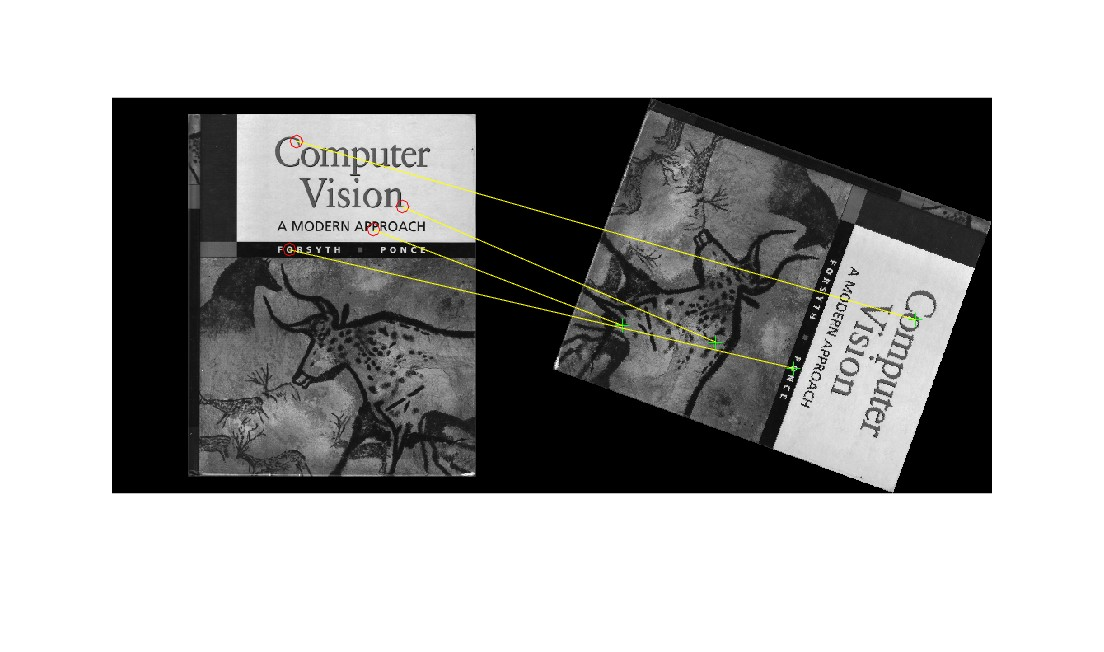 Computer
Vision
A MODERN APPROACH
FORSYTH PONCE
Computer
Vision
A MODERN APPROACH
FORSYTH PONCE